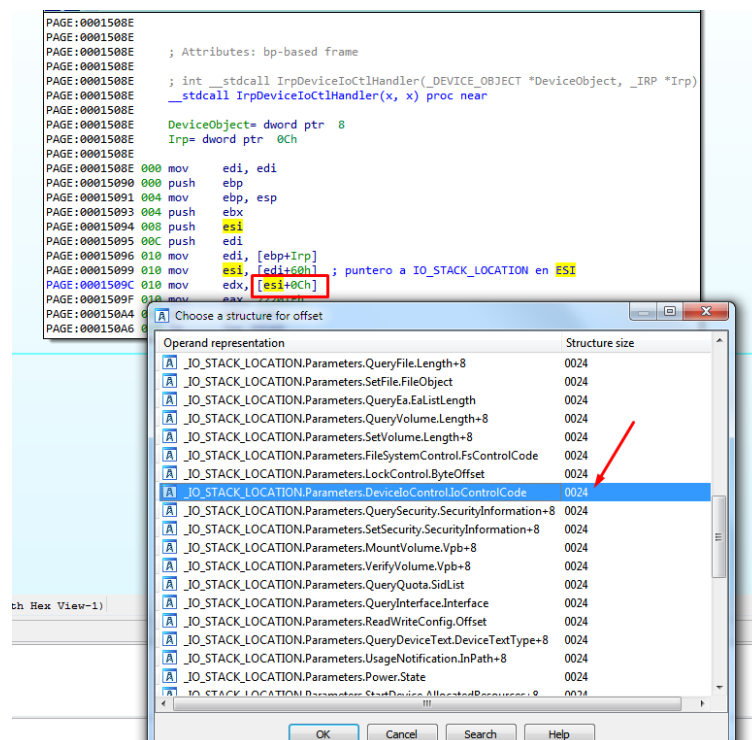 PAGE:0001508E
PAGE:0001508E
PAGE:0001508E ; Attributes: bp-based frame
PAGE:0001508E
PAGE:0001508E ; int __stdcall IrpDeviceIoCtlHandler(_DEVICE_OBJECT *DeviceObject, _IRP *Irp)
PAGE:0001508E __stdcall IrpDeviceIoCtlHandler(x, x) proc near
PAGE:0001508E
PAGE:0001508E DeviceObject= dword ptr 8
PAGE:0001508E Irp= dword ptr 0Ch
PAGE:0001508E
PAGE:0001508E 000 mov edi, edi
PAGE:00015090 000 push ebp
PAGE:00015091 004 mov ebp, esp
PAGE:00015093 004 push ebx
PAGE:00015094 008 push esi
PAGE:00015095 00C push edi
PAGE:00015096 010 mov edi, [ebp+Irp]
PAGE:00015099 010 mov esi, [edi+60h] ; puntero a IO_STACK_LOCATION en ESI
PAGE:0001509C 010 mov edx, [esi+0Ch]
PAGE:0001509F 010 mov eax,
PAGE:000150A4
PAGE:000150A6
Choose a structure for offset
Operand representation Structure size
_IO_STACK_LOCATION.Parameters.QueryFile.Length+8 0024
_IO_STACK_LOCATION.Parameters.SetFile.FileObject 0024
_IO_STACK_LOCATION.Parameters.QueryEa.EaListLength 0024
_IO_STACK_LOCATION.Parameters.QueryVolume.Length+8 0024
_IO_STACK_LOCATION.Parameters.SetVolume.Length+8 0024
_IO_STACK_LOCATION.Parameters.FileSystemControl.FsControlCode 0024
_IO_STACK_LOCATION.Parameters.LockControl.ByteOffset 0024
_IO_STACK_LOCATION.Parameters.DeviceIoControl.IoControlCode 0024
_IO_STACK_LOCATION.Parameters.QuerySecurity.SecurityInformation+8 0024
_IO_STACK_LOCATION.Parameters.SetSecurity.SecurityInformation+8 0024
_IO_STACK_LOCATION.Parameters.MountVolume.Vpb+8 0024
_IO_STACK_LOCATION.Parameters.VerifyVolume.Vpb+8 0024
_IO_STACK_LOCATION.Parameters.QueryQuota.SidList 0024
_IO_STACK_LOCATION.Parameters.QueryInterface.Interface 0024
_IO_STACK_LOCATION.Parameters.ReadWriteConfig.Offset 0024
_IO_STACK_LOCATION.Parameters.QueryDeviceText.DeviceTextType+8 0024
_IO_STACK_LOCATION.Parameters.UsageNotification.InPath+8 0024
_IO_STACK_LOCATION.Parameters.Power.State 0024
_IO_STACK_LOCATION.Parameters.StartDevice.AllocatedResources+8 0024
th Hex View-1)
OK Cancel Search Help